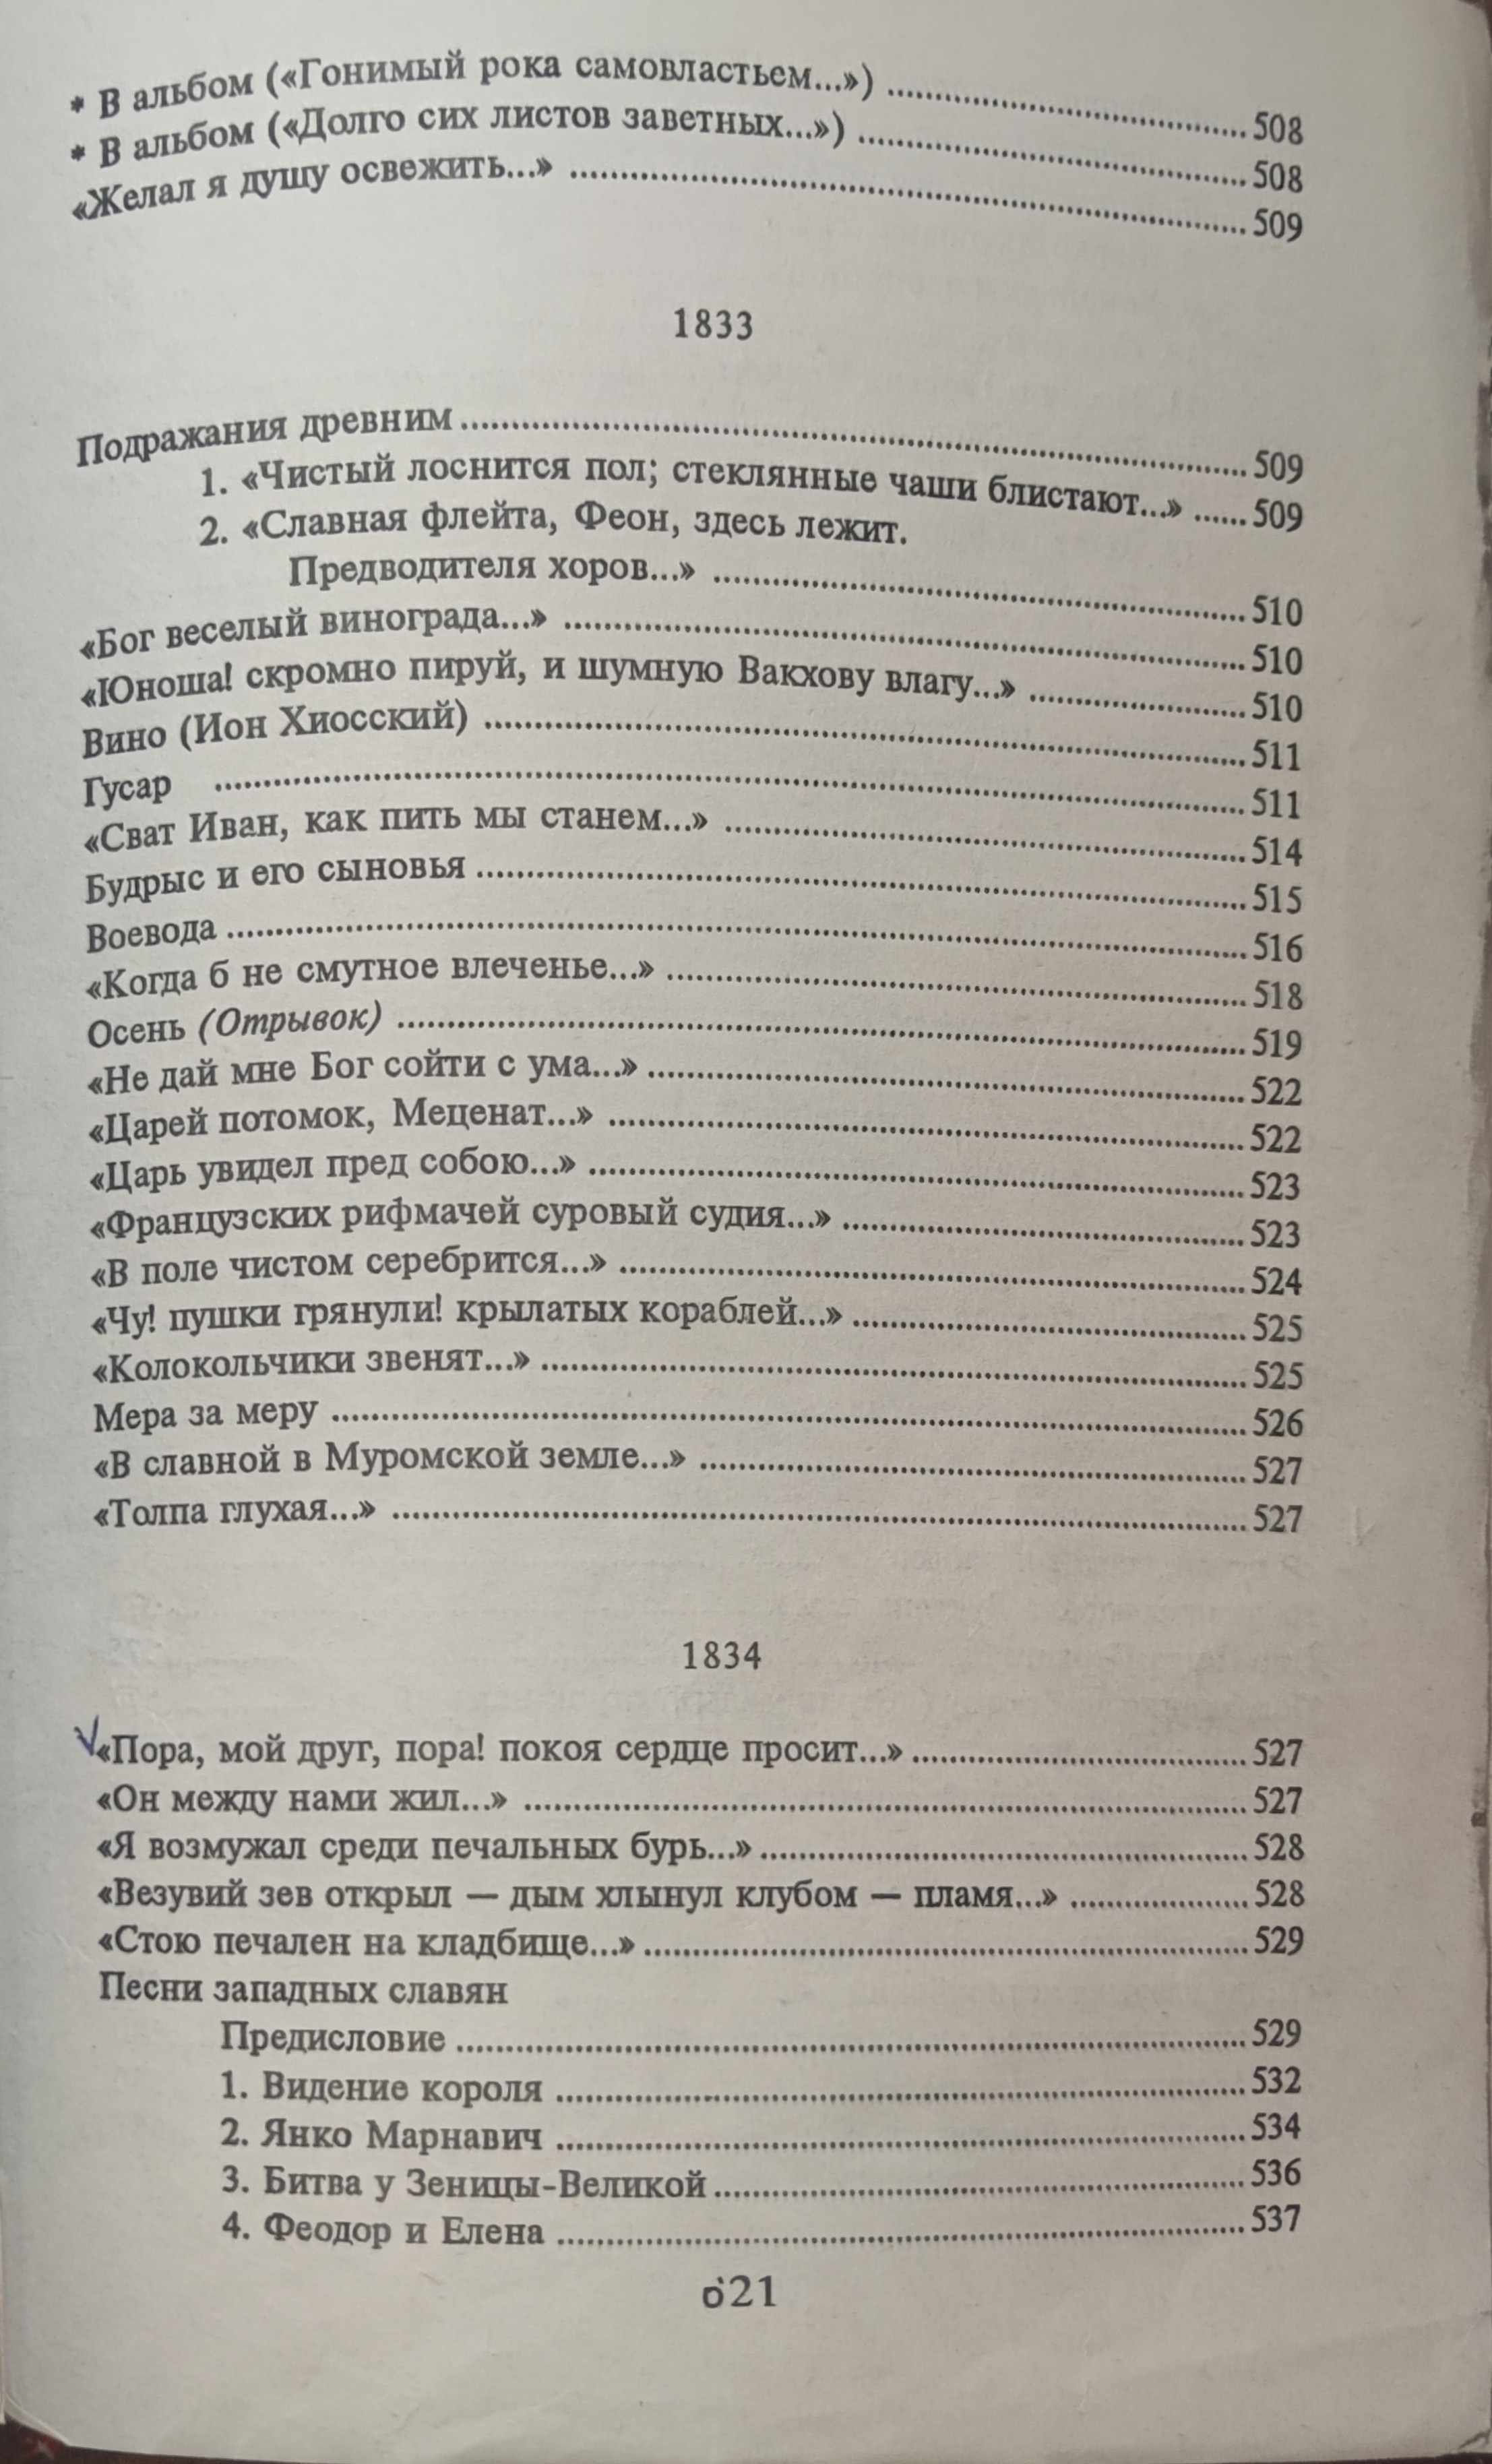 * В альбом («Гонимый рока самовластьем...») ........ 508
* В альбом («Долго сих листов заветных...») ........ 508
«Желал я душу освежить...» ........ 509
1833
Подражания древним ........ 509
1. «Чистый лоснится пол; стеклянные чаши блистают...» ...... 509
2. «Славная флейта, Феон, здесь лежит.
Предводителя хоров...» ........ 510
«Бог веселый винограда...» ........ 510
«Юноша! скромно пируй, и шумную Вакхову влагу...» ........ 510
Вино (Ион Хиосский) ........ 511
Гусар ........ 511
«Сват Иван, как пить мы станем...» ........ 514
Будрыс и его сыновья ........ 515
Воевода ........ 516
«Когда б не смутное влеченье...» ........ 518
Осень (Отрывок) ........ 519
«Не дай мне Бог сойти с ума...» ........ 522
«Царей потомок, Меценат...» ........ 522
«Царь увидел пред собою...» ........ 523
«Французских рифмачей суровый судия...» ........ 523
«В поле чистом серебрится...» ........ 524
«Чу! пушки грянули! крылатых кораблей...» ........ 525
«Колокольчики звенят...» ........ 525
Мера за меру ........ 526
«В славной в Муромской земле...» ........ 527
«Толпа глухая...» ........ 527
1834
«Пора, мой друг, пора! покоя сердце просит...» ........ 527
«Он между нами жил...» ........ 527
«Я возмужал среди печальных бурь...» ........ 528
«Везувий зев открыл — дым хлынул клубом — пламя...» ........ 528
«Стою печален на кладбище...» ........ 529
Песни западных славян
Предисловие ........ 529
1. Видение короля ........ 532
2. Янко Марнавич ........ 534
3. Битва у Зеницы-Великой ........ 536
4. Феодор и Елена ........ 537
621